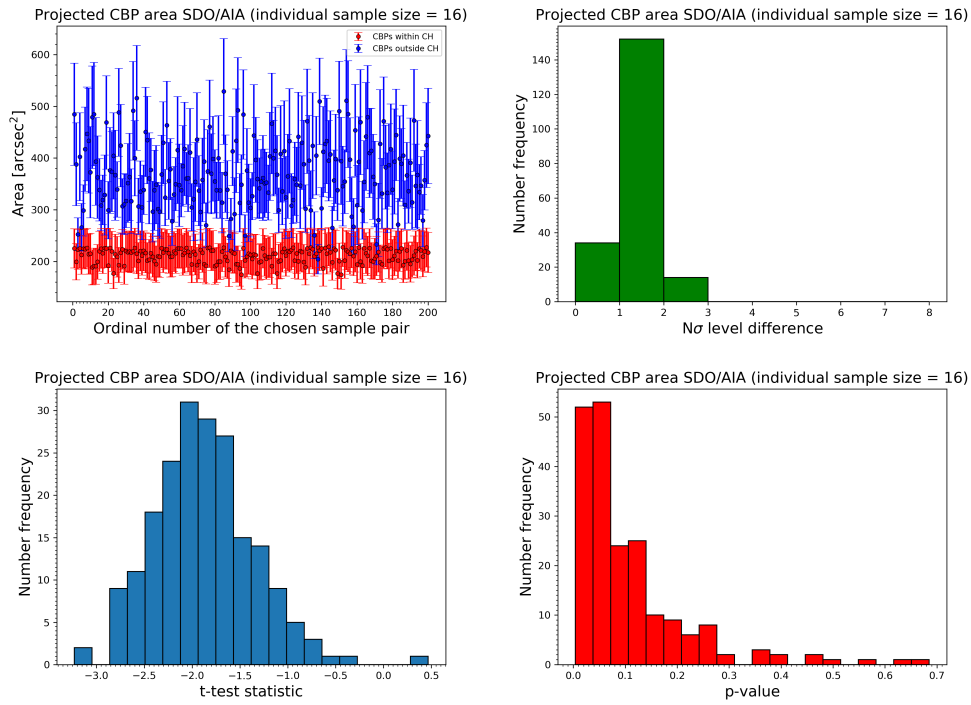 Projected CBP area SDO/AIA (individual sample size = 16)
CBPs within CH
CBPs outside CH
Area [arcsec²]
600
500
400
300
200
0 20 40 60 80 100 120 140 160 180 200
Ordinal number of the chosen sample pair
Projected CBP area SDO/AIA (individual sample size = 16)
Number frequency
140
120
100
80
60
40
20
0
0 1 2 3 4 5 6 7 8
Nσ level difference
Projected CBP area SDO/AIA (individual sample size = 16)
Number frequency
30
25
20
15
10
5
0
−3.0 −2.5 −2.0 −1.5 −1.0 −0.5 0.0 0.5
t-test statistic
Projected CBP area SDO/AIA (individual sample size = 16)
Number frequency
50
40
30
20
10
0
0.0 0.1 0.2 0.3 0.4 0.5 0.6 0.7
p-value